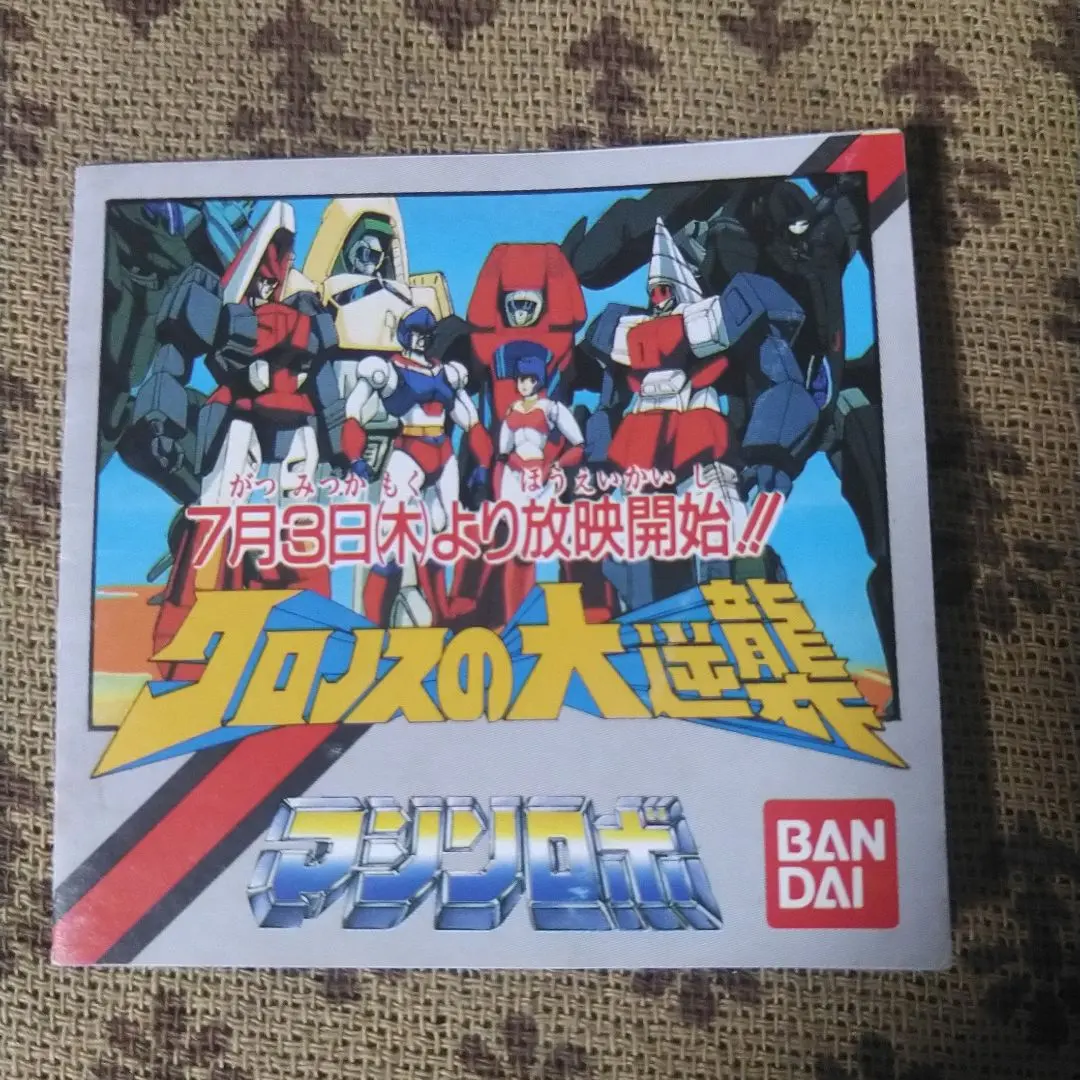 がつ みっか もく ほうえいかいし
7月3日(木)より放映開始!!
クロノスの大逆襲
マシンロボ
BAN
DAI